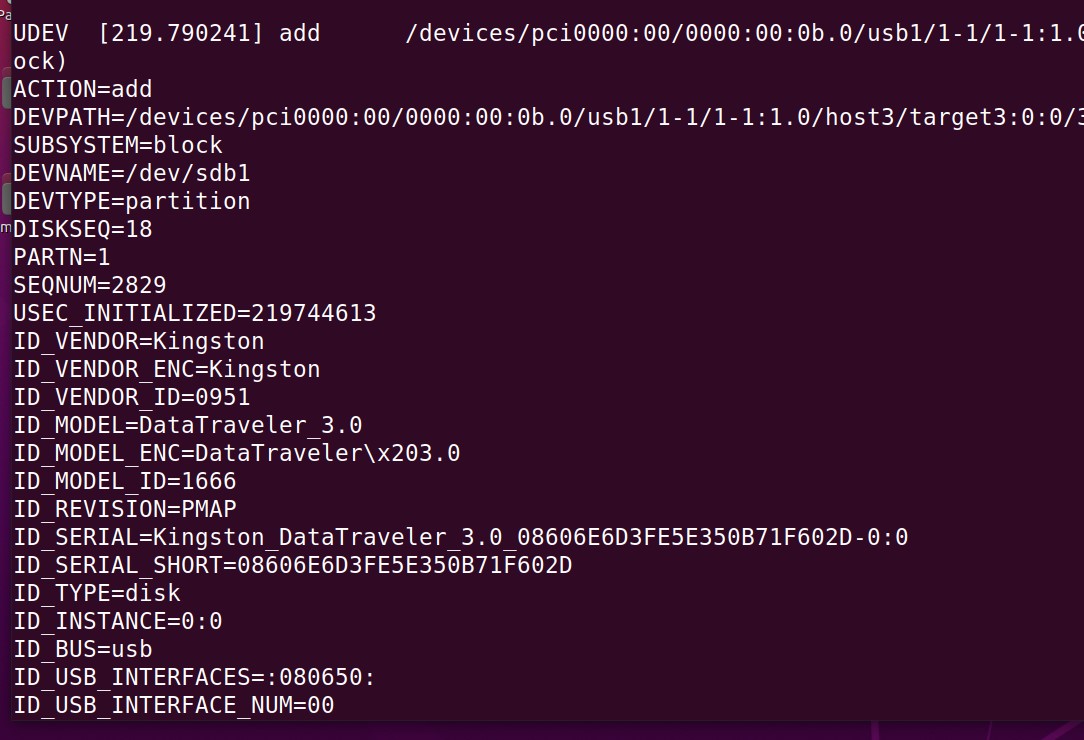 Pa
UDEV  [219.790241] add      /devices/pci0000:00/0000:00:0b.0/usb1/1-1/1-1:1.0
ock)
ACTION=add
DEVPATH=/devices/pci0000:00/0000:00:0b.0/usb1/1-1/1-1:1.0/host3/target3:0:0/3
SUBSYSTEM=block
DEVNAME=/dev/sdb1
DEVTYPE=partition
m
DISKSEQ=18
PARTN=1
SEQNUM=2829
USEC_INITIALIZED=219744613
ID_VENDOR=Kingston
ID_VENDOR_ENC=Kingston
ID_VENDOR_ID=0951
ID_MODEL=DataTraveler_3.0
ID_MODEL_ENC=DataTraveler\x203.0
ID_MODEL_ID=1666
ID_REVISION=PMAP
ID_SERIAL=Kingston_DataTraveler_3.0_08606E6D3FE5E350B71F602D-0:0
ID_SERIAL_SHORT=08606E6D3FE5E350B71F602D
ID_TYPE=disk
ID_INSTANCE=0:0
ID_BUS=usb
ID_USB_INTERFACES=:080650:
ID_USB_INTERFACE_NUM=00